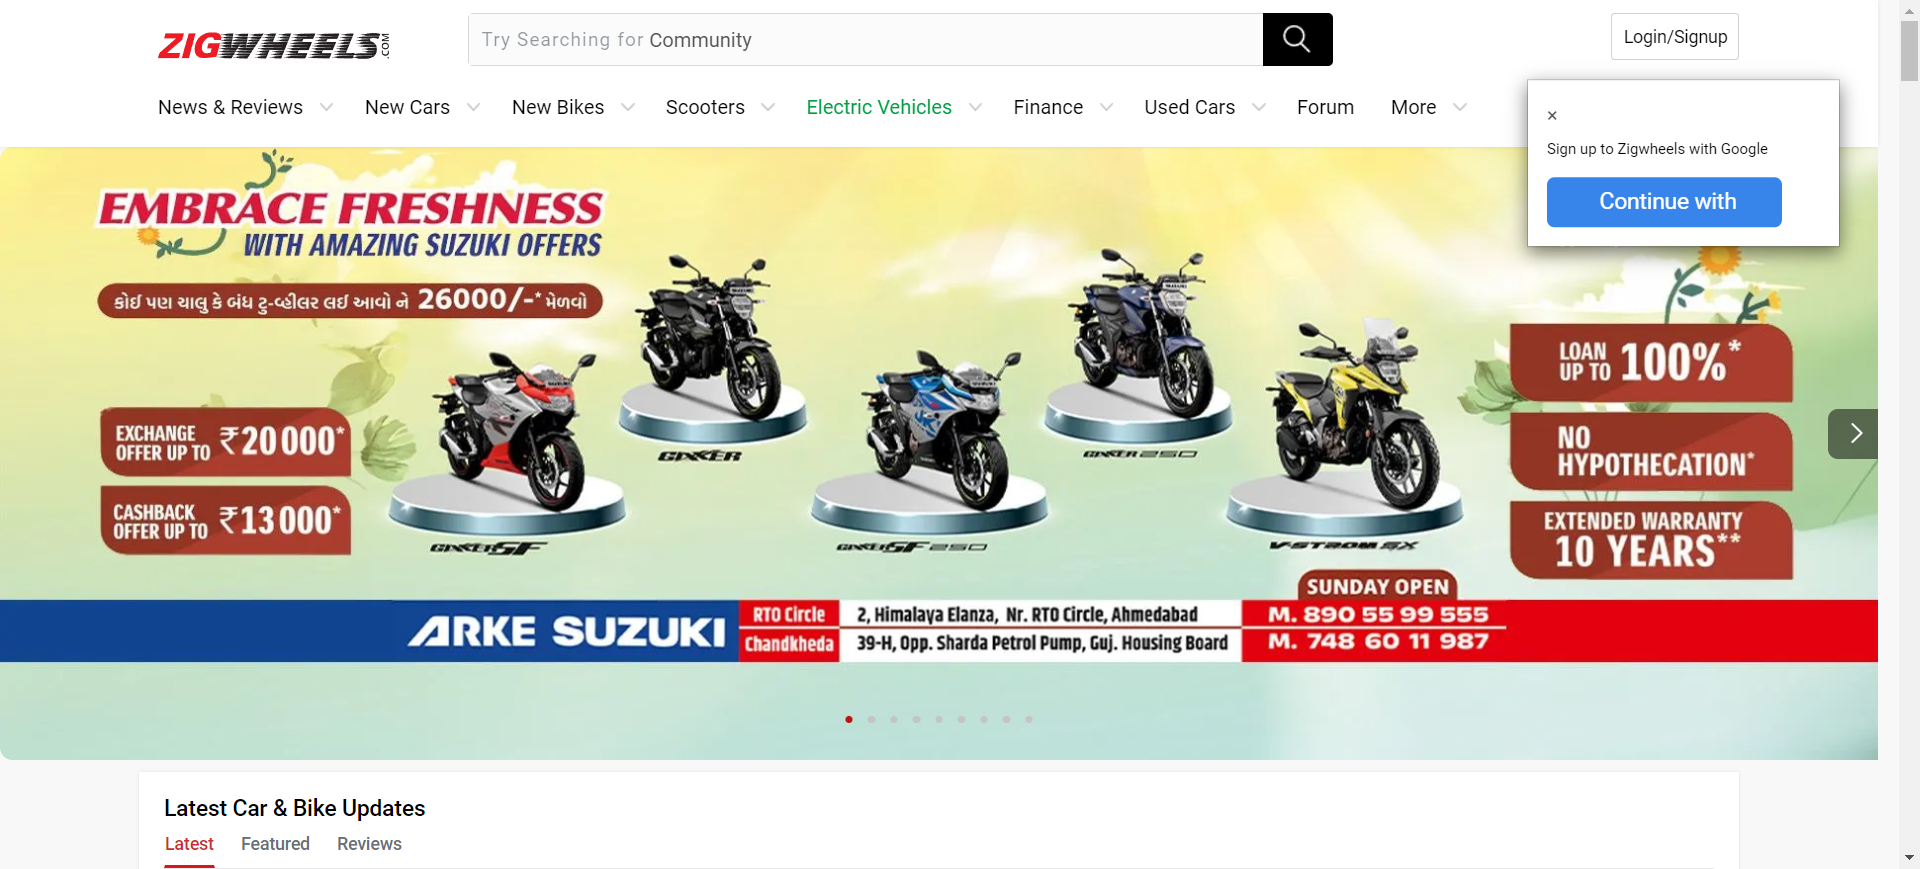 ZIGWHEELS.COM
Try Searching for Community
Login/Signup
News & Reviews
New Cars
New Bikes
Scooters
Electric Vehicles
Finance
Used Cars
Forum
More
×
Sign up to Zigwheels with Google
Continue with
EMBRACE FRESHNESS
WITH AMAZING SUZUKI OFFERS
કોઈ પણ ચાલુ કે બંધ ટુ-વ્હીલર લઈ આવો ને 26000/-* મેળવો
EXCHANGE
OFFER UP TO ₹20000*
CASHBACK
OFFER UP TO ₹13000*
GIXXER
GIXXER 250
GIXXER SF
GIXXER SF 250
V-STROM SX
LOAN
UP TO 100%*
NO
HYPOTHECATION*
EXTENDED WARRANTY
10 YEARS**
SUNDAY OPEN
ARKE SUZUKI
RTO Circle
2, Himalaya Elanza, Nr. RTO Circle, Ahmedabad
M. 890 55 99 555
Chandkheda
39-H, Opp. Sharda Petrol Pump, Guj. Housing Board
M. 748 60 11 987
Latest Car & Bike Updates
Latest
Featured
Reviews